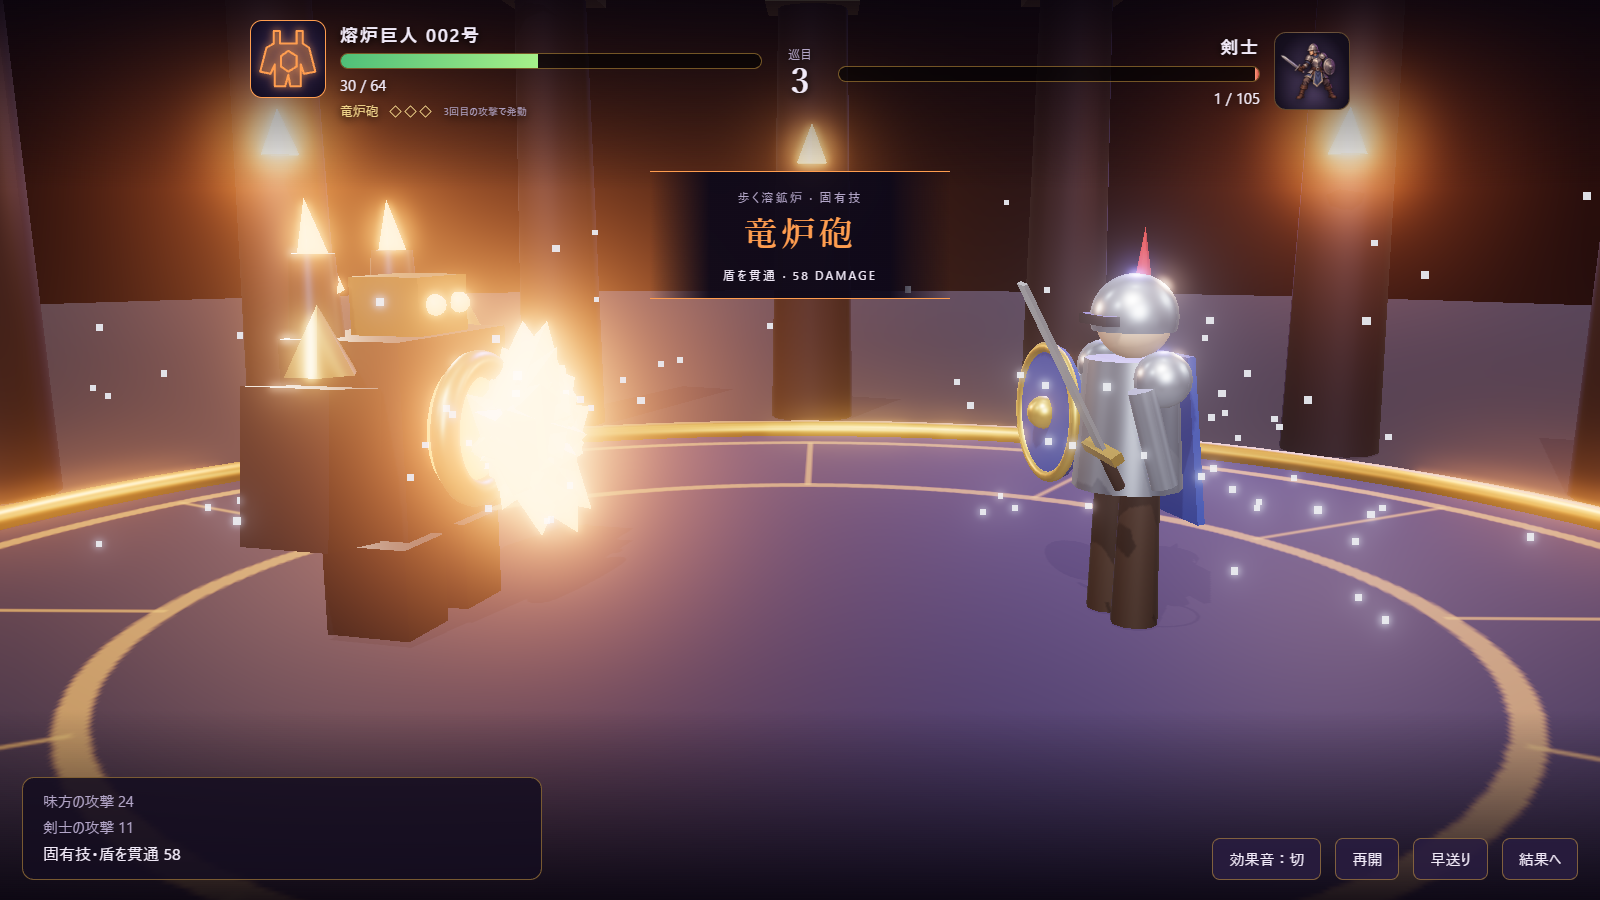 熔炉巨人 002号
30 / 64
竜炉砲 ◇◇◇ 3回目の攻撃で発動
巡目
3
剣士
1 / 105
歩く溶鉱炉 · 固有技
竜炉砲
盾を貫通 · 58 DAMAGE
味方の攻撃 24
剣士の攻撃 11
固有技・盾を貫通 58
効果音：切
再開
早送り
結果へ